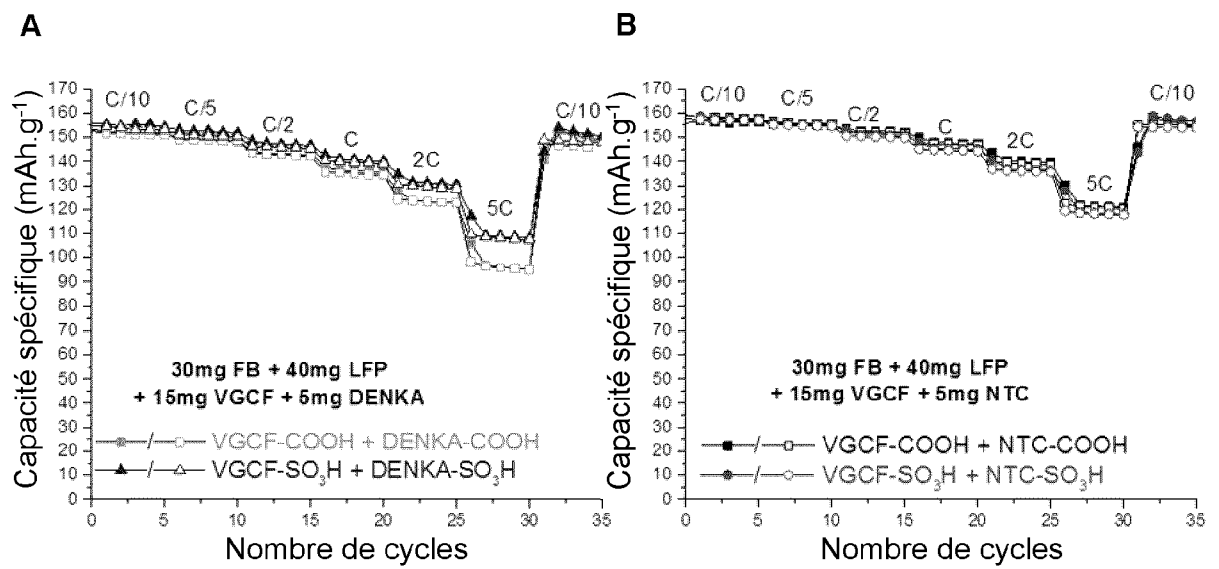 A
Capacité spécifique (mAh.g⁻¹)
170
160
150
140
130
120
110
100
90
80
70
60
50
40
30
20
10
0
C/10
C/5
C/2
C
2C
5C
C/10
30mg FB + 40mg LFP
+ 15mg VGCF + 5mg DENKA
VGCF-COOH + DENKA-COOH
VGCF-SO₃H + DENKA-SO₃H
0 5 10 15 20 25 30 35
Nombre de cycles
B
Capacité spécifique (mAh.g⁻¹)
170
160
150
140
130
120
110
100
90
80
70
60
50
40
30
20
10
0
C/10
C/5
C/2
C
2C
5C
C/10
30mg FB + 40mg LFP
+ 15mg VGCF + 5mg NTC
VGCF-COOH + NTC-COOH
VGCF-SO₃H + NTC-SO₃H
0 5 10 15 20 25 30 35
Nombre de cycles